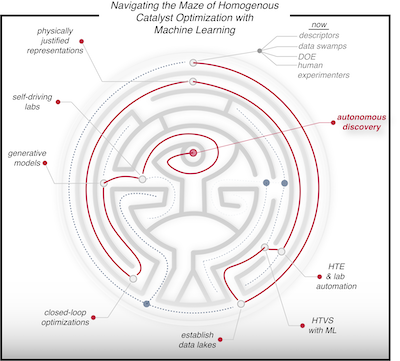 Navigating the Maze of Homogenous
Catalyst Optimization with
Machine Learning
now
descriptors
data swamps
DOE
human
experimenters
physically
justified
representations
self-driving
labs
autonomous
discovery
generative
models
HTE
& lab
automation
HTVS
with ML
closed-loop
optimizations
establish
data lakes